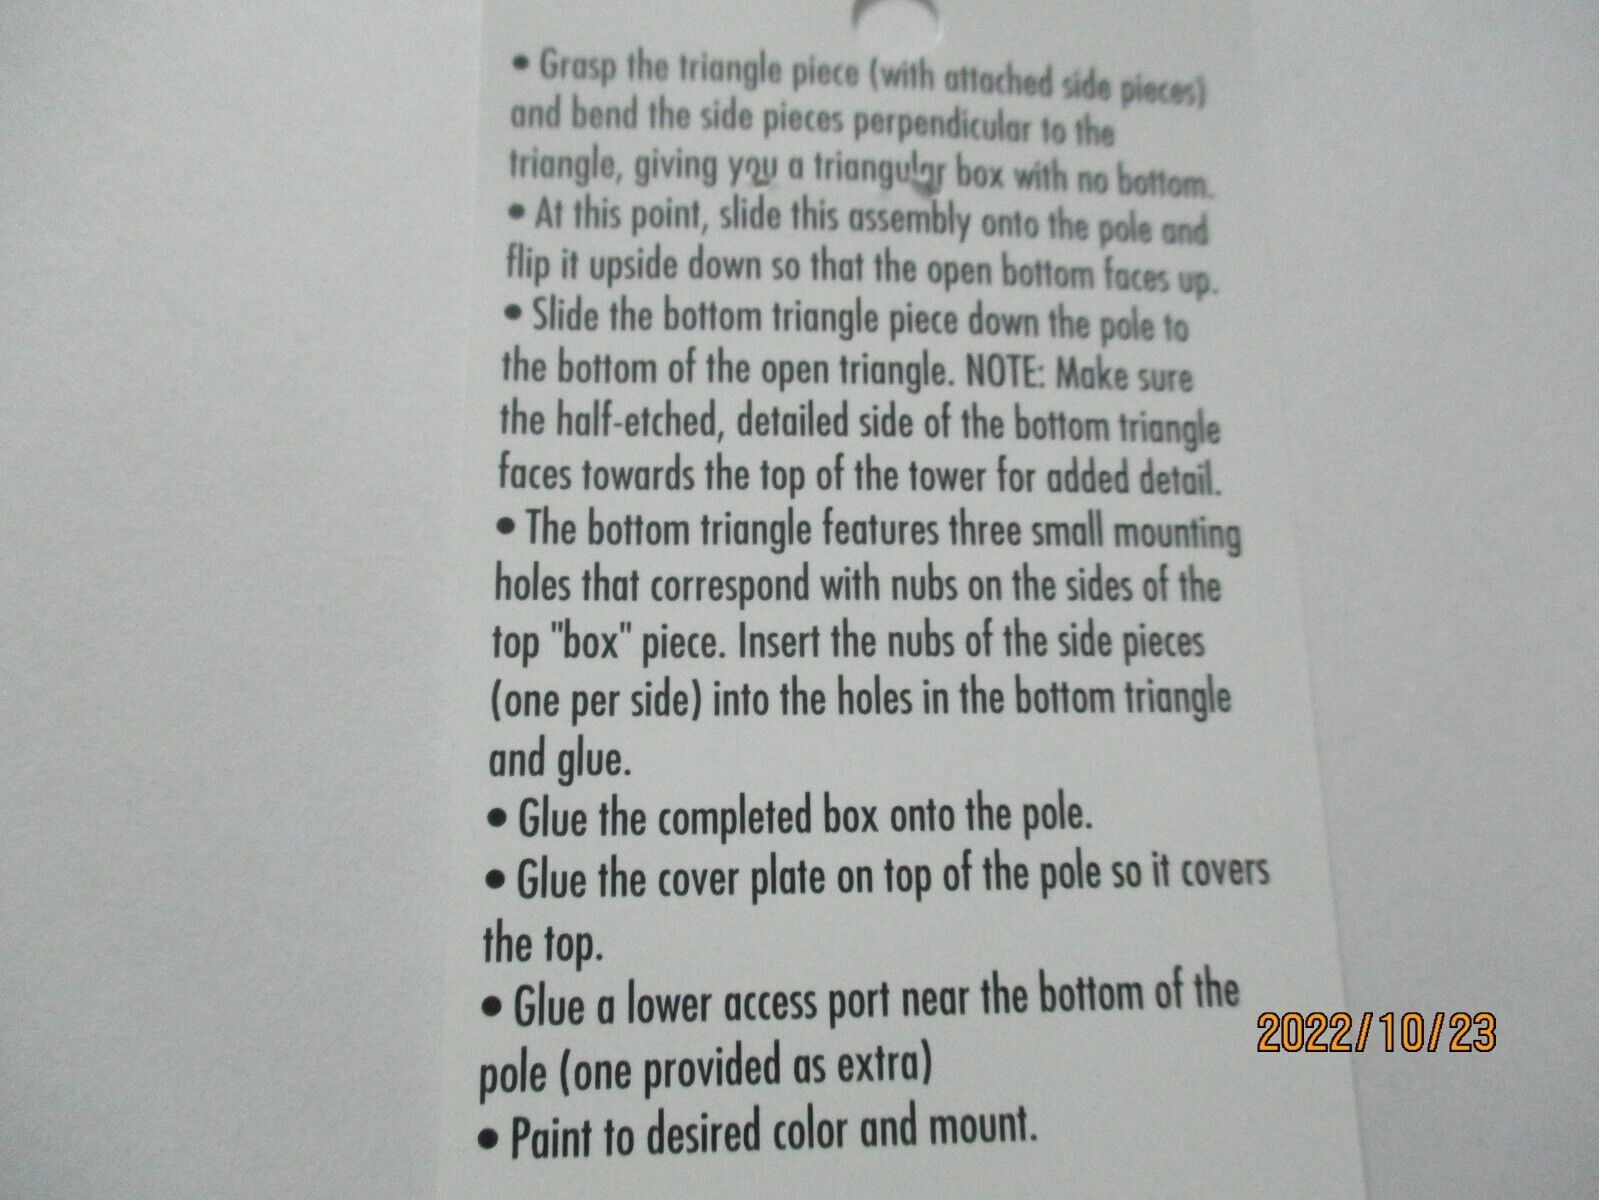 • Grasp the triangle piece (with attached side pieces)
and bend the side pieces perpendicular to the
triangle, giving you a triangular box with no bottom.
• At this point, slide this assembly onto the pole and
flip it upside down so that the open bottom faces up.
• Slide the bottom triangle piece down the pole to
the bottom of the open triangle. NOTE: Make sure
the half-etched, detailed side of the bottom triangle
faces towards the top of the tower for added detail.
• The bottom triangle features three small mounting
holes that correspond with nubs on the sides of the
top "box" piece. Insert the nubs of the side pieces
(one per side) into the holes in the bottom triangle
and glue.
• Glue the completed box onto the pole.
• Glue the cover plate on top of the pole so it covers
the top.
• Glue a lower access port near the bottom of the
pole (one provided as extra)
• Paint to desired color and mount.
2022/10/23